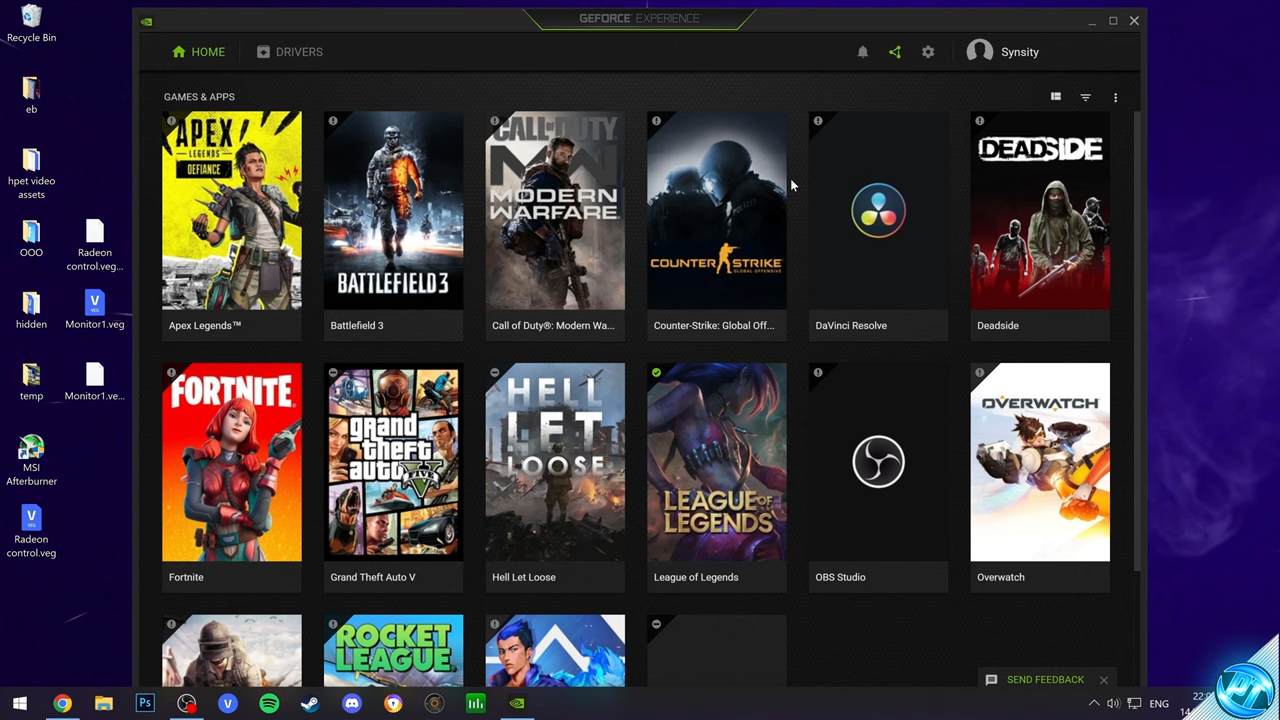 GEFORCE EXPERIENCE
HOME
DRIVERS
Synsity
GAMES & APPS
Recycle Bin
eb
hpet video
assets
OOO
Radeon
control.veg...
hidden
Monitor1.veg
temp
Monitor1.ve...
MSI
Afterburner
Radeon
control.veg
APEX
LEGENDS
DEFIANCE
Apex Legends™
BATTLEFIELD 3
Battlefield 3
CALL OF DUTY
MW
MODERN
WARFARE
Call of Duty®: Modern Wa...
POLIZEI
COUNTER STRIKE
GLOBAL OFFENSIVE
Counter-Strike: Global Off...
DaVinci Resolve
DEADSIDE
Deadside
FORTNITE
Fortnite
grand
theft
auto V
FIVE
Grand Theft Auto V
HELL
LET
LOOSE
Hell Let Loose
LEAGUE OF
LEGENDS
League of Legends
OBS Studio
OVERWATCH
Overwatch
ROCKET
LEAGUE
SEND FEEDBACK
Ps
V
ENG